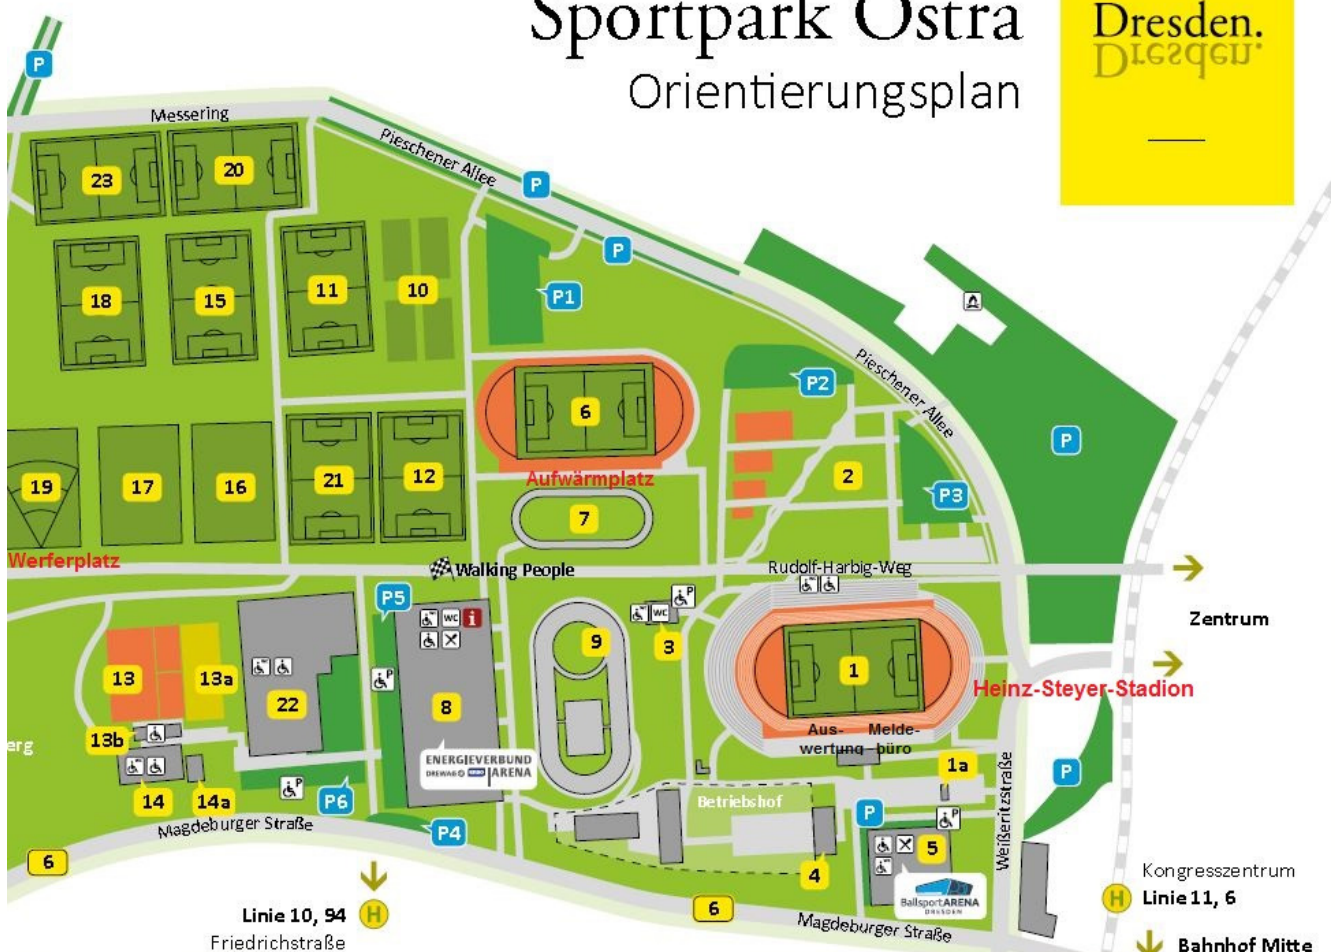 Sportpark Ostra
Orientierungsplan
Dresden.
P
Messering
Pieschener Allee
P
P
23
20
18
15
11
10
P1
P2
Pieschener Allee
P
6
Aufwärmplatz
19
17
16
21
12
7
2
P3
Werferplatz
Walking People
Rudolf-Harbig-Weg
Zentrum
P5
WC
i
P
WC
3
9
1
Heinz-Steyer-Stadion
13
13a
22
P
8
13b
erg
ENERGIEVERBUND
DREWAG
ARENA
Aus-
wertung
Melde-
büro
1a
14
14a
P
P6
P4
Betriebshof
P
P
P
Weißeritzstraße
Magdeburger Straße
6
4
5
BallsportARENA
DRESDEN
6
Magdeburger Straße
Linie 10, 94
H
Friedrichstraße
Kongresszentrum
H
Linie 11, 6
Bahnhof Mitte